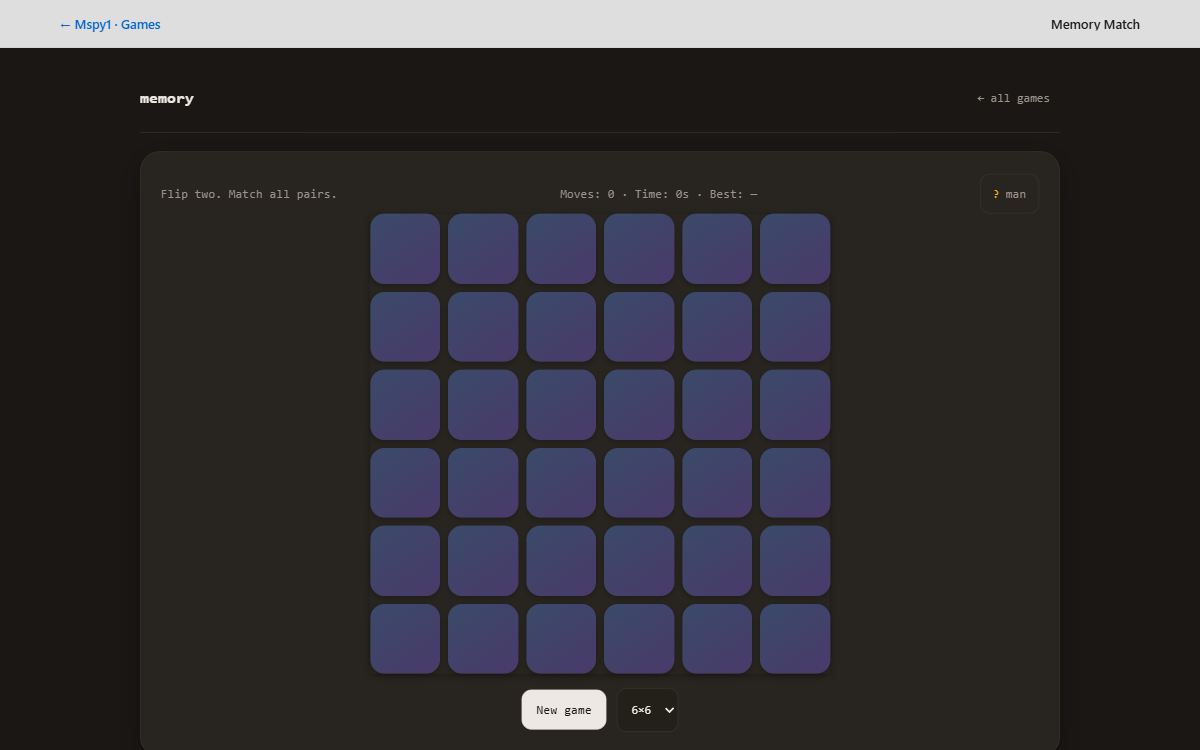 ← Mspy1 · Games
Memory Match
memory
← all games
Flip two. Match all pairs.
Moves: 0 · Time: 0s · Best: —
? man
New game
6×6